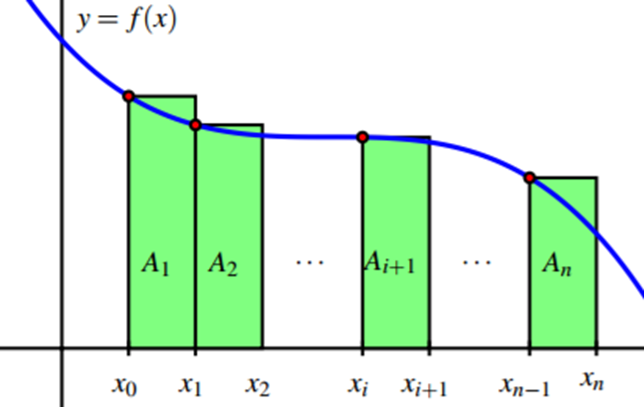 y = f(x)
A₁ A₂ ⋯ Aᵢ₊₁ ⋯ Aₙ
x₀ x₁ x₂ xᵢ xᵢ₊₁ xₙ₋₁ xₙ